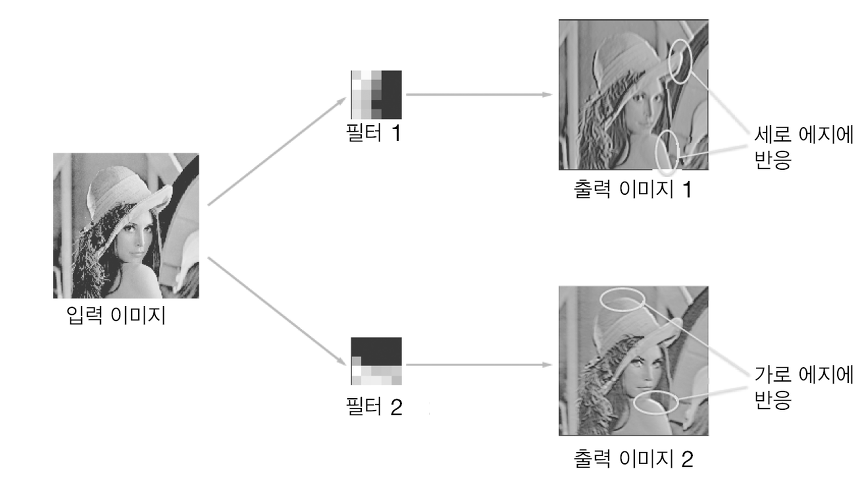 필터 1
세로 에지에
반응
출력 이미지 1
입력 이미지
필터 2
가로 에지에
반응
출력 이미지 2